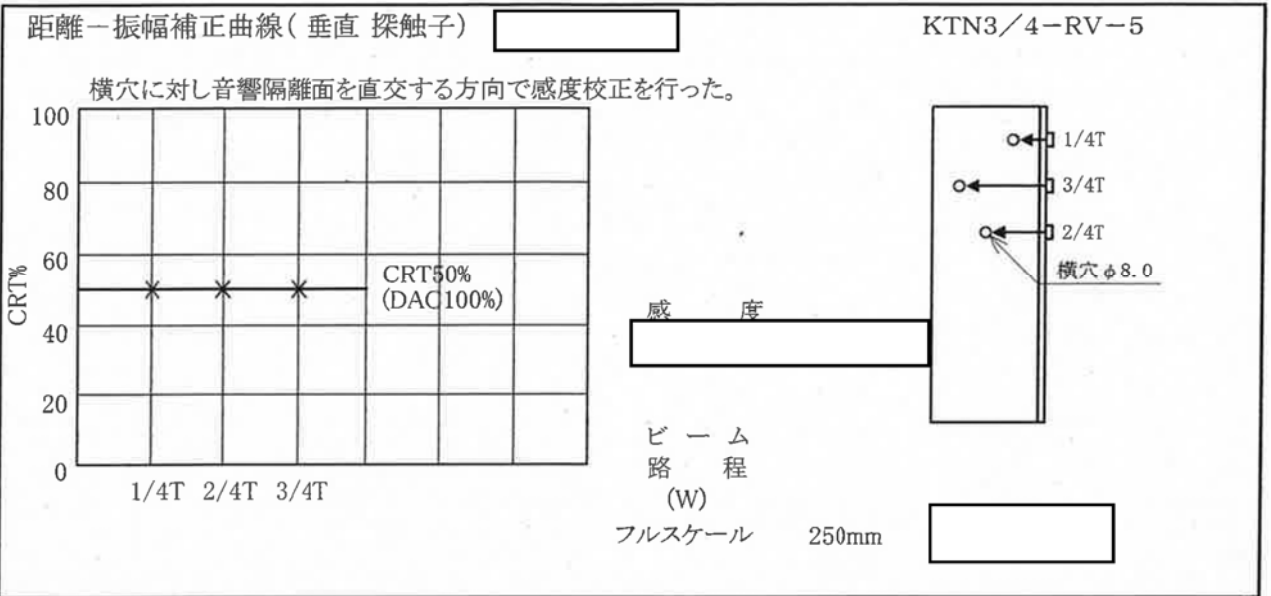 距離－振幅補正曲線( 垂直 探触子)
KTN3／4－RV－5
横穴に対し音響隔離面を直交する方向で感度校正を行った。
100
80
60
40
20
0
CRT%
CRT50%
(DAC100%)
1/4T 2/4T 3/4T
1/4T
3/4T
2/4T
横穴φ8.0
感 度
ビ ー ム
路 程
(W)
フルスケール 250mm